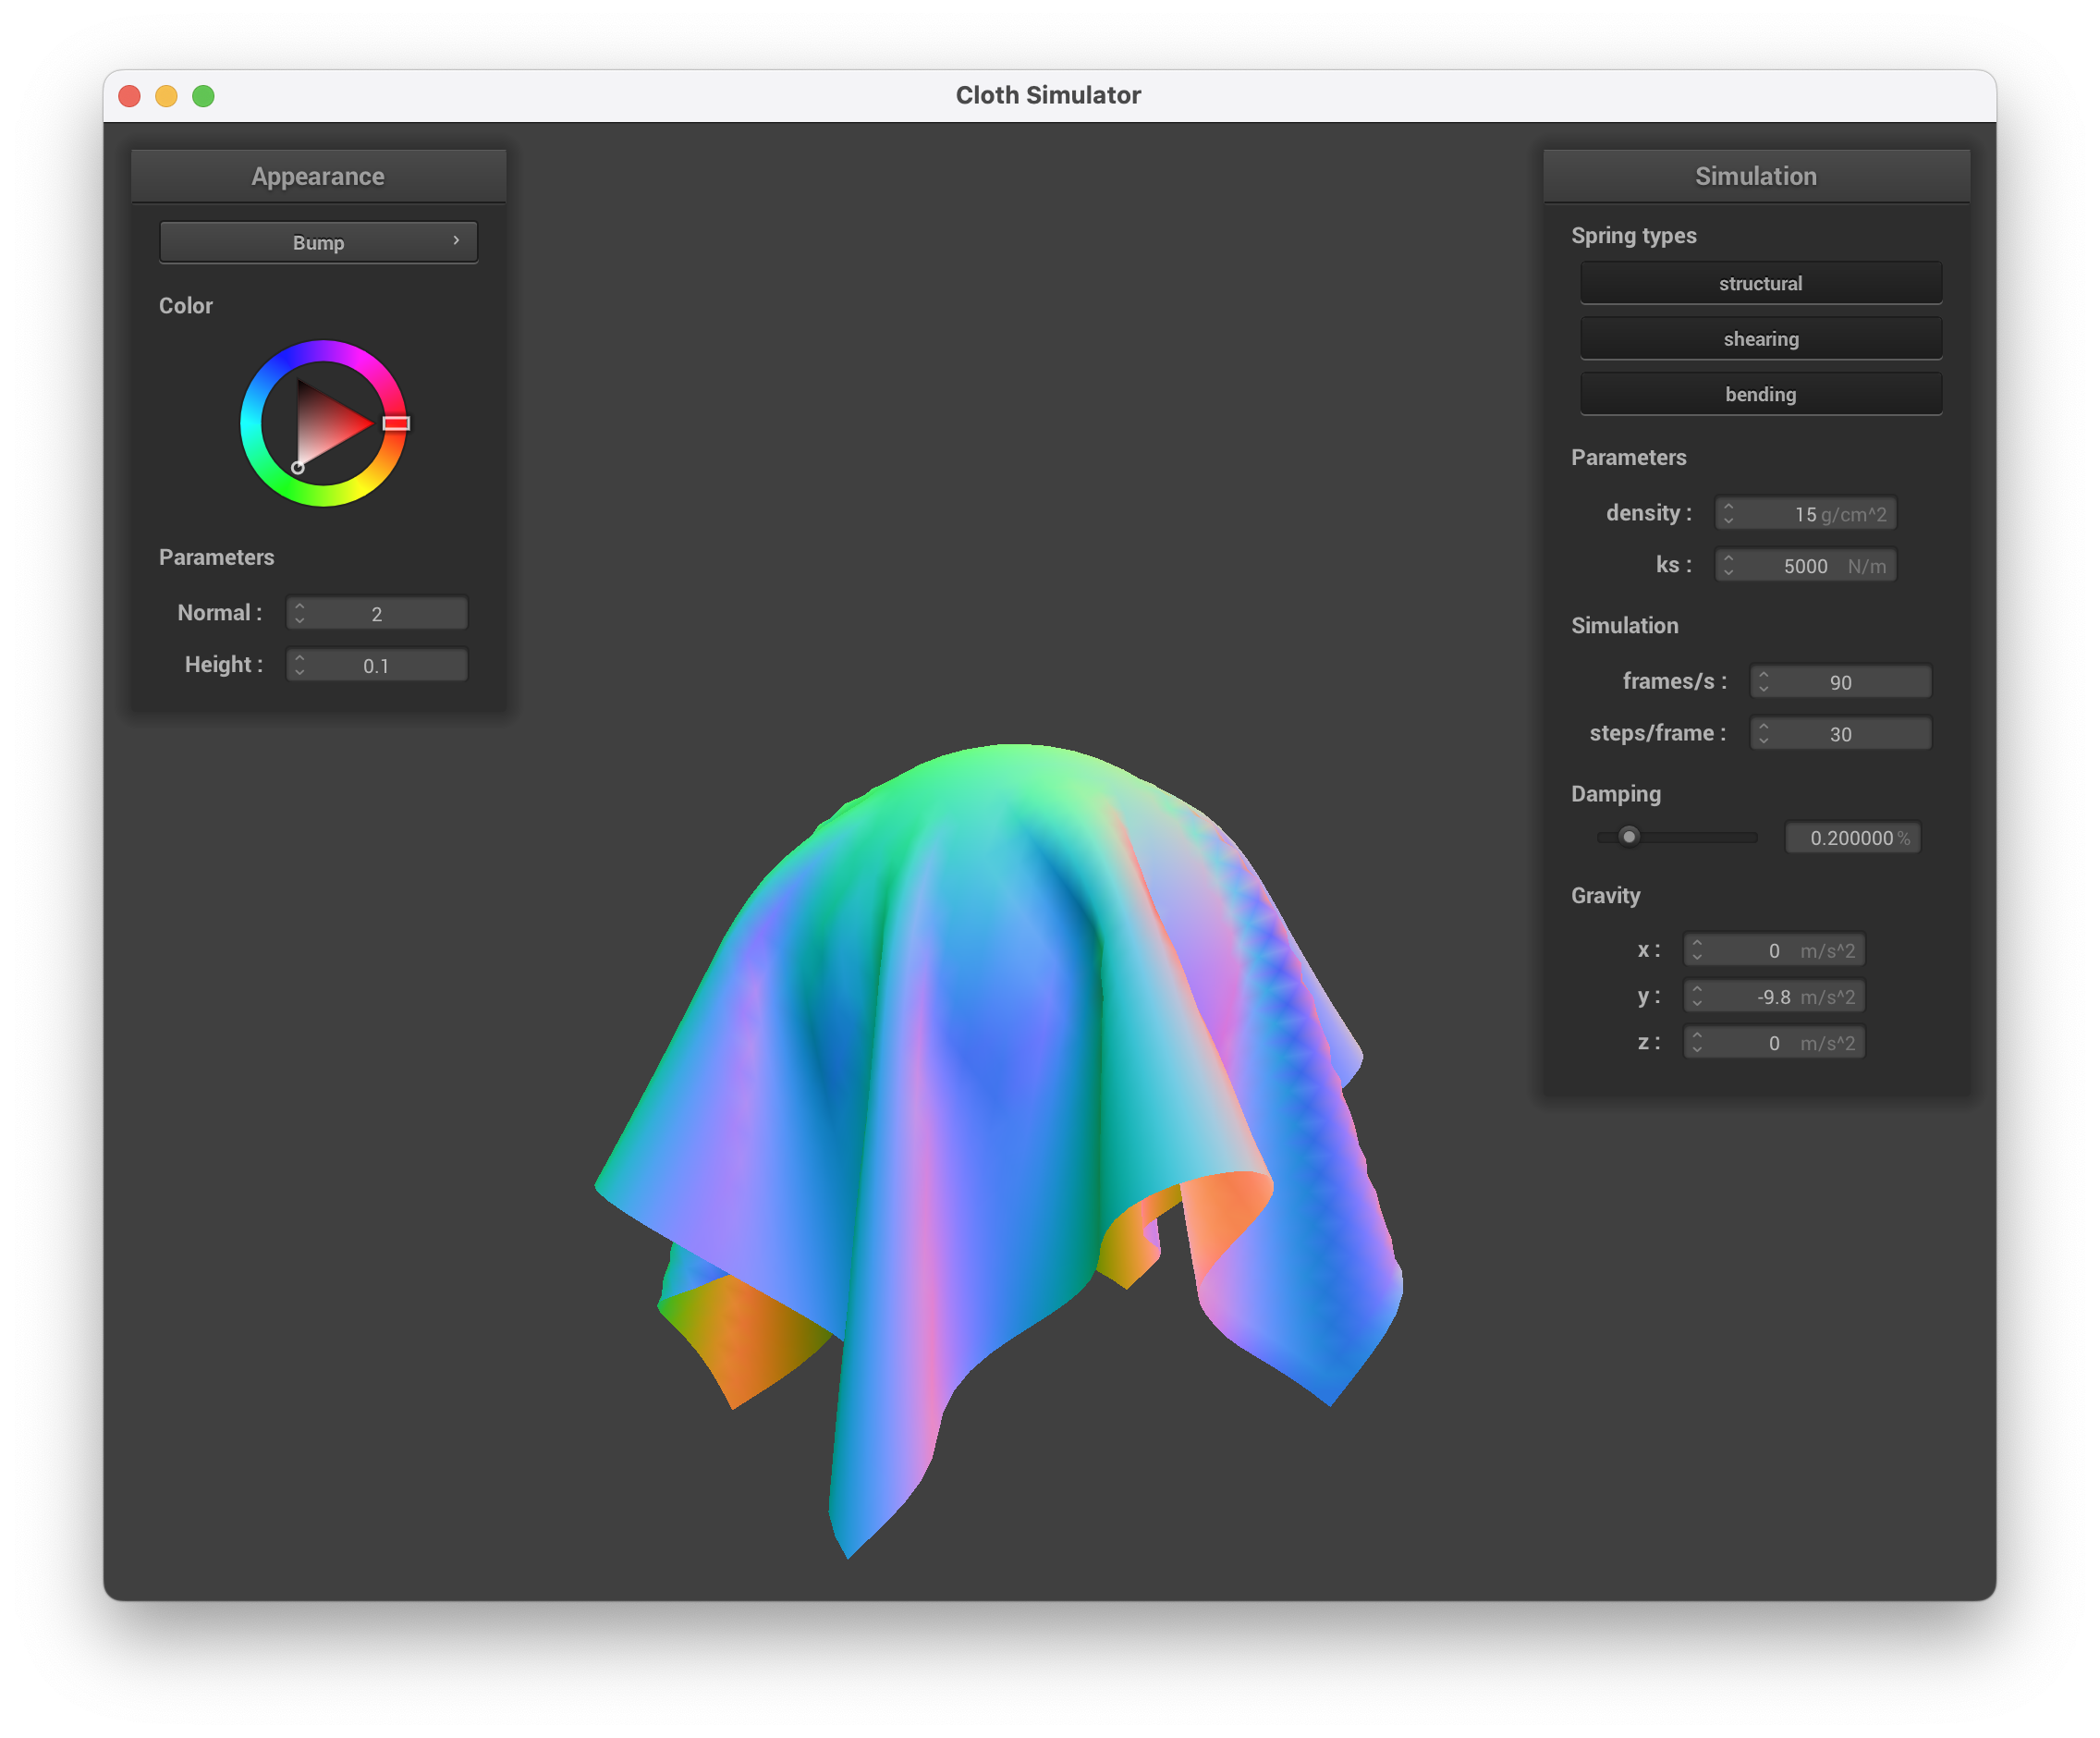 Cloth Simulator
Appearance
Bump
Color
Parameters
Normal : 2
Height : 0.1
Simulation
Spring types
structural
shearing
bending
Parameters
density : 15 g/cm^2
ks : 5000 N/m
Simulation
frames/s : 90
steps/frame : 30
Damping
0.200000 %
Gravity
x : 0 m/s^2
y : -9.8 m/s^2
z : 0 m/s^2